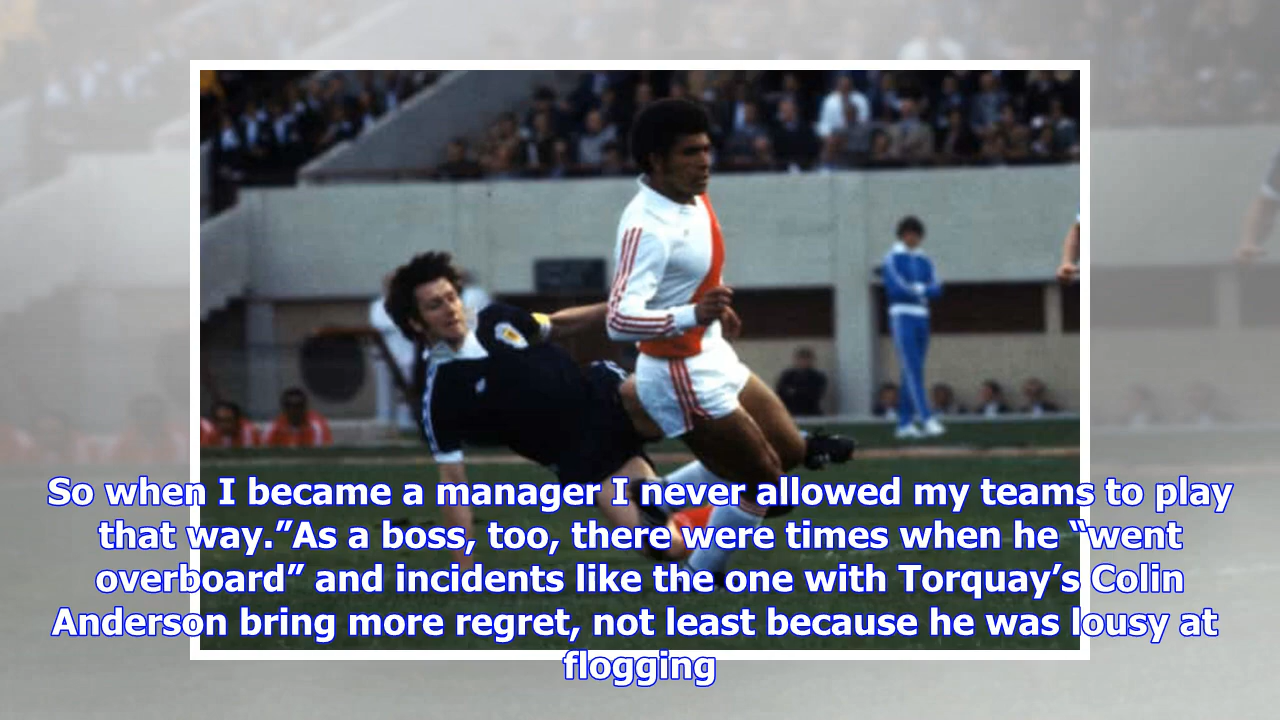 So when I became a manager I never allowed my teams to play
that way.”As a boss, too, there were times when he “went
overboard” and incidents like the one with Torquay’s Colin
Anderson bring more regret, not least because he was lousy at
flogging